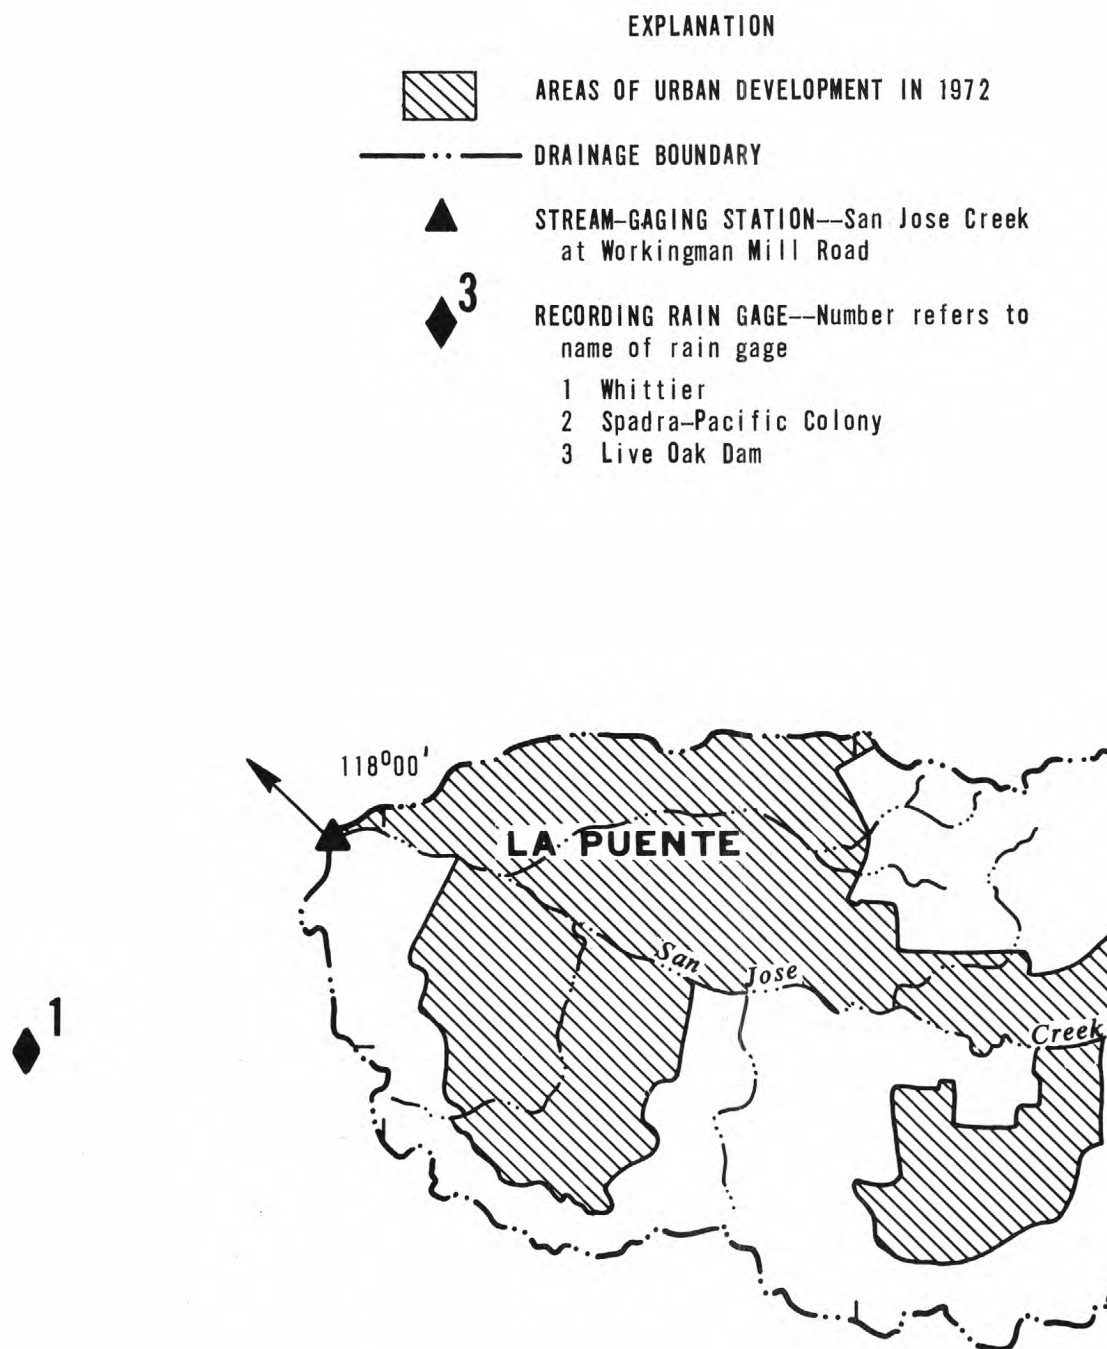 EXPLANATION
AREAS OF URBAN DEVELOPMENT IN 1972
DRAINAGE BOUNDARY
STREAM-GAGING STATION--San Jose Creek
at Workingman Mill Road
3
RECORDING RAIN GAGE--Number refers to
name of rain gage
1 Whittier
2 Spadra-Pacific Colony
3 Live Oak Dam
118°00'
LA PUENTE
San Jose Creek
1